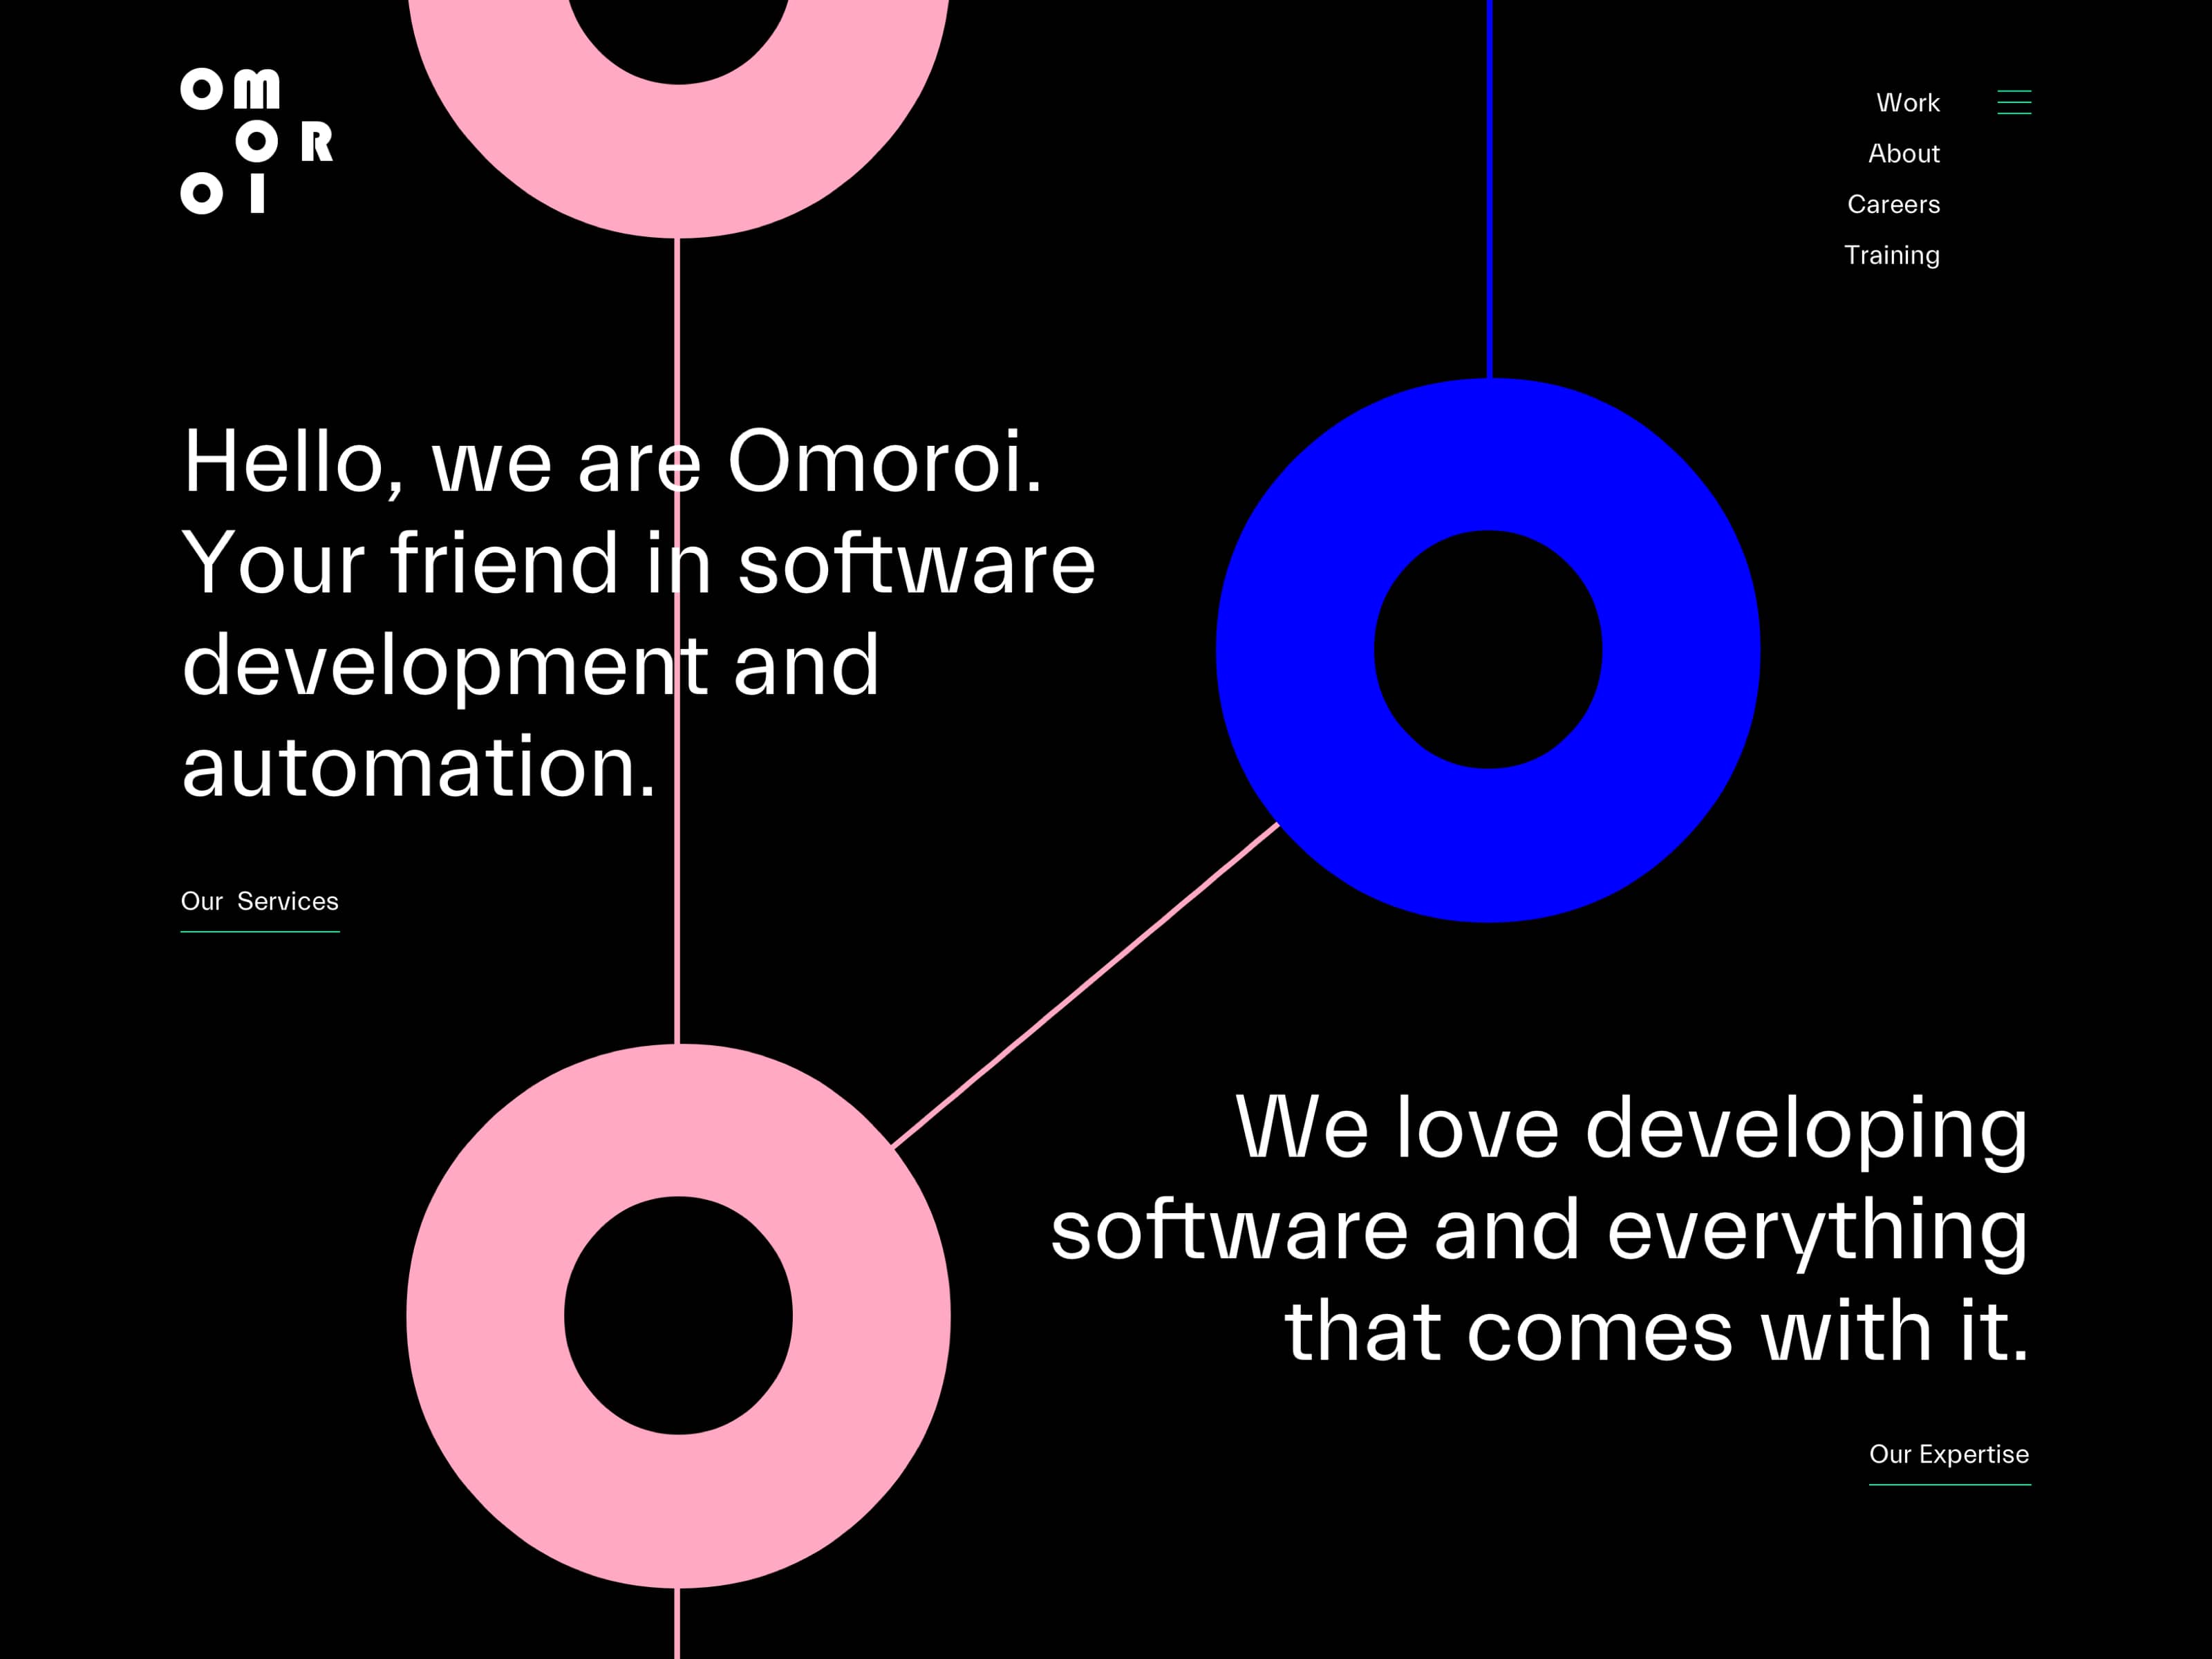 OM
OR
OI
Work
About
Careers
Training
Hello, we are Omoroi.
Your friend in software
development and
automation.
Our Services
We love developing
software and everything
that comes with it.
Our Expertise